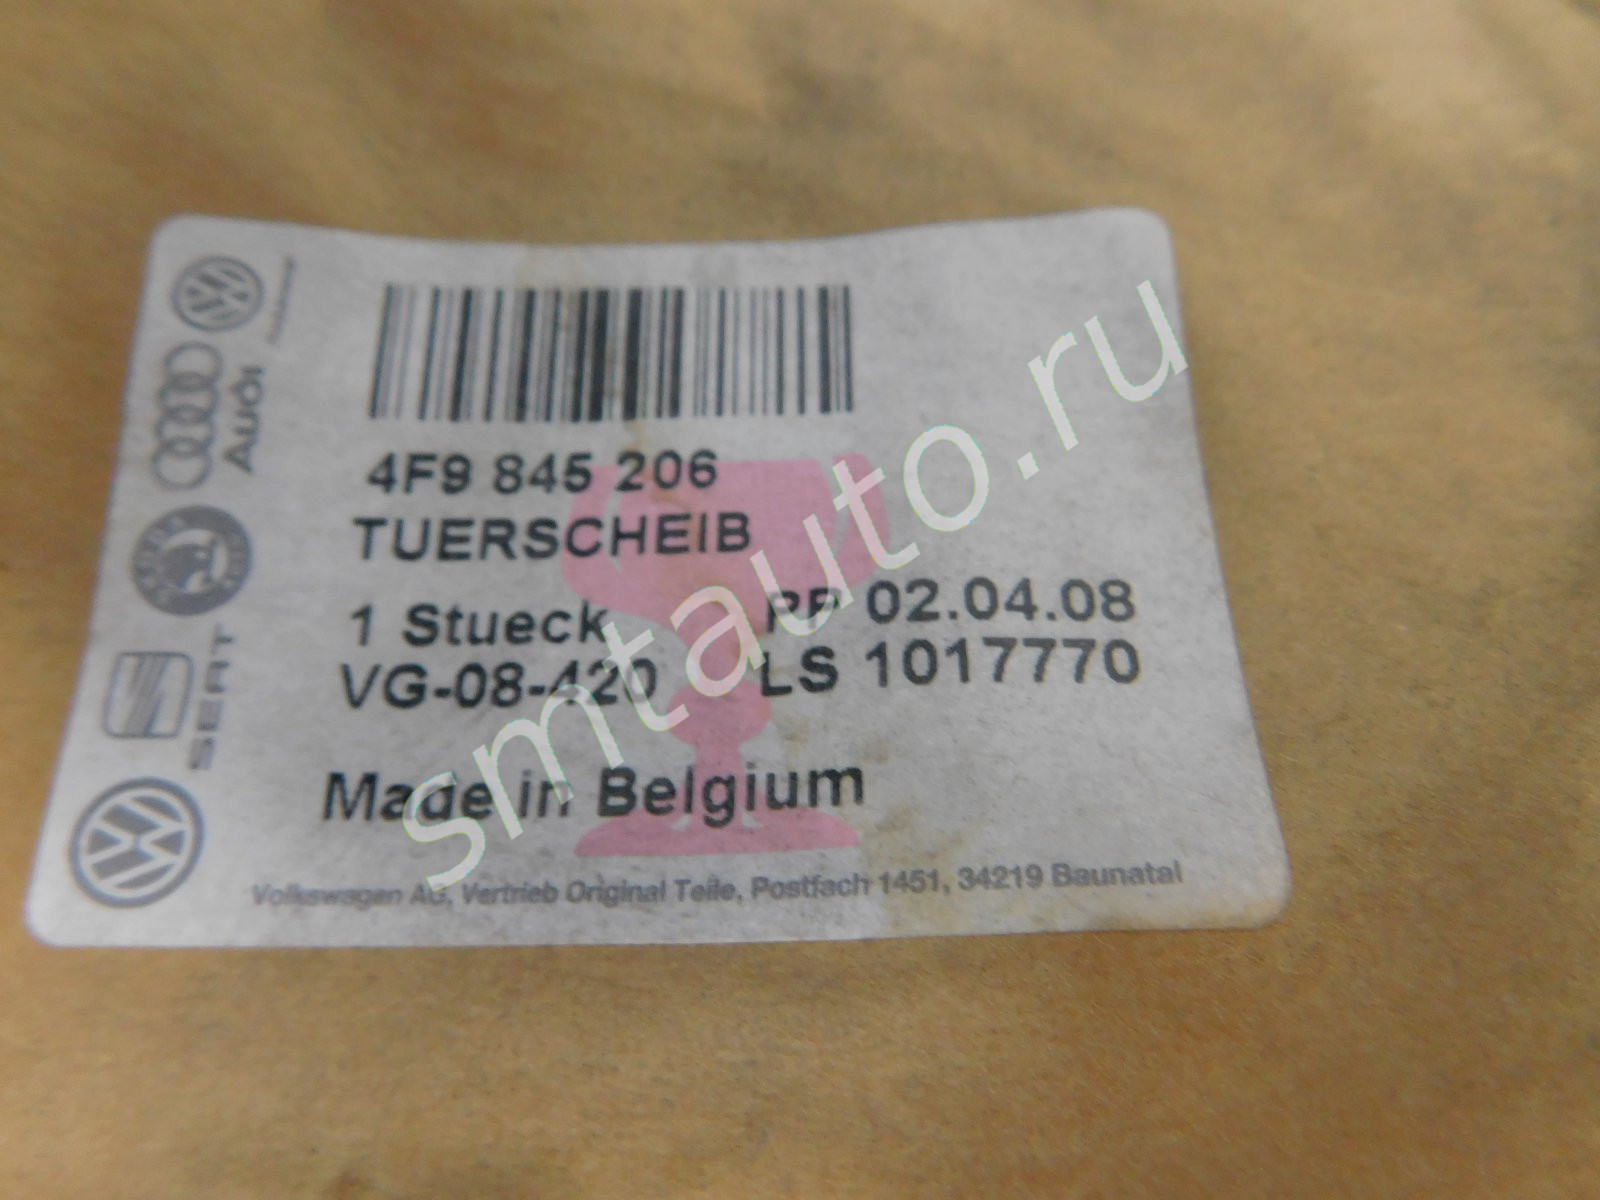 4F9 845 206
TUERSCHEIB
1 Stueck PP 02.04.08
VG-08-420 LS 1017770
Made in Belgium
Volkswagen AG, Vertrieb Original Teile, Postfach 1451, 34219 Baunatal
AUDI
SEAT
smtauto.ru